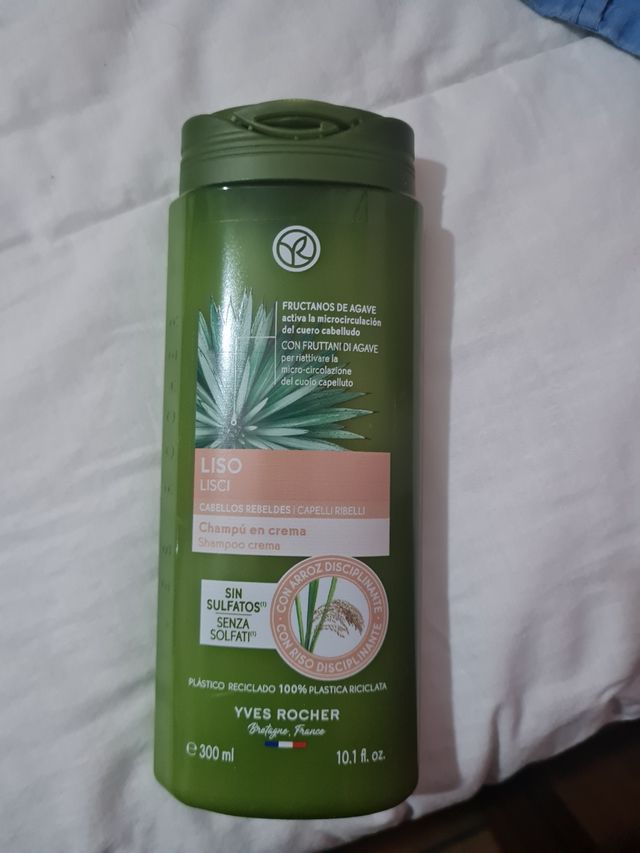 FRUCTANOS DE AGAVE
activa la microcirculación
del cuero cabelludo
CON FRUTTANI DI AGAVE
per riattivare la
micro-circolazione
del cuoio capelluto
LISO
LISCI
CABELLOS REBELDES | CAPELLI RIBELLI
Champú en crema
Shampoo crema
SIN
SULFATOS(1)
SENZA
SOLFATI(1)
CON ARROZ DISCIPLINANTE
CON RISO DISCIPLINANTE
PLÁSTICO RECICLADO 100% PLASTICA RICICLATA
YVES ROCHER
Bretagne, France
e 300 ml
10.1 fl. oz.